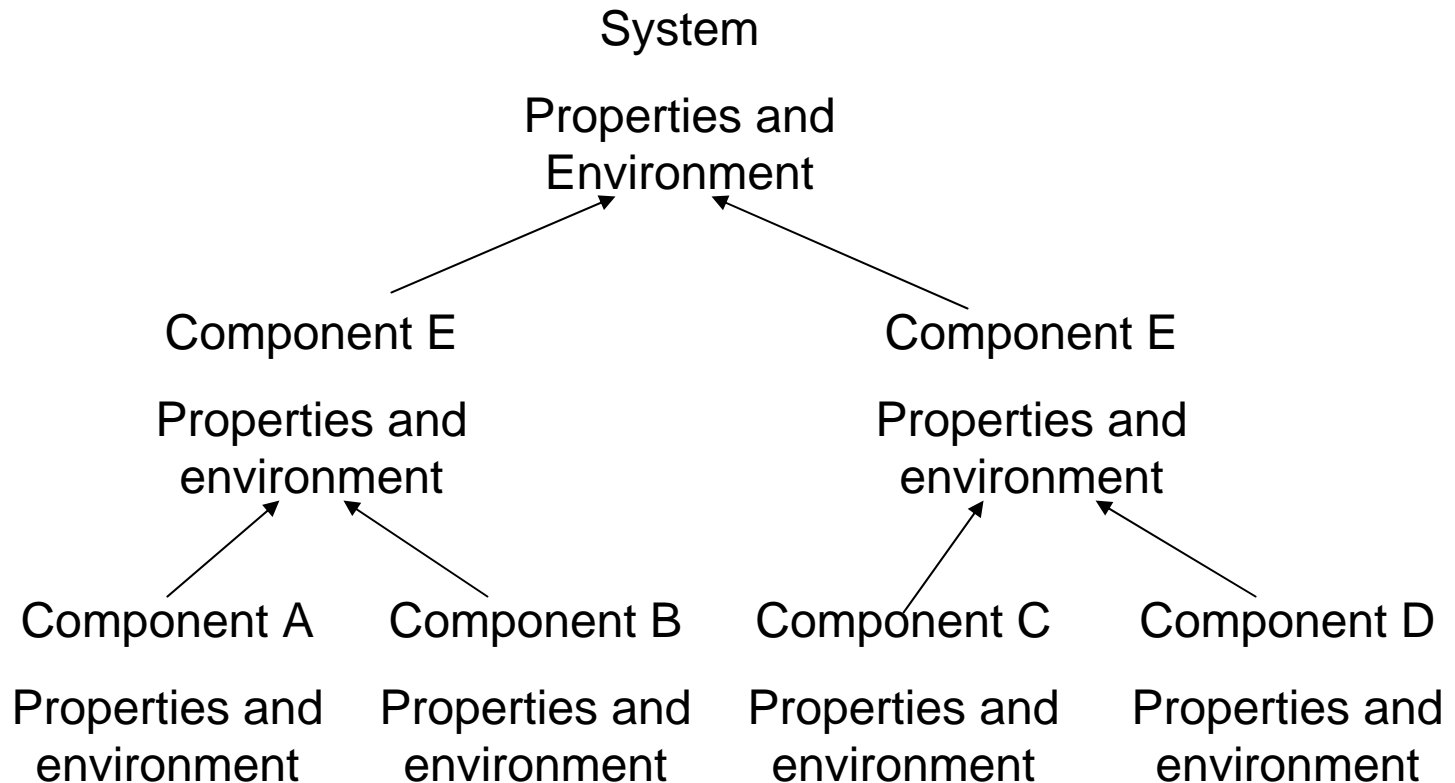 System
Properties and
Environment
Component E
Properties and
environment
Component E
Properties and
environment
Component A
Properties and
environment
Component B
Properties and
environment
Component C
Properties and
environment
Component D
Properties and
environment